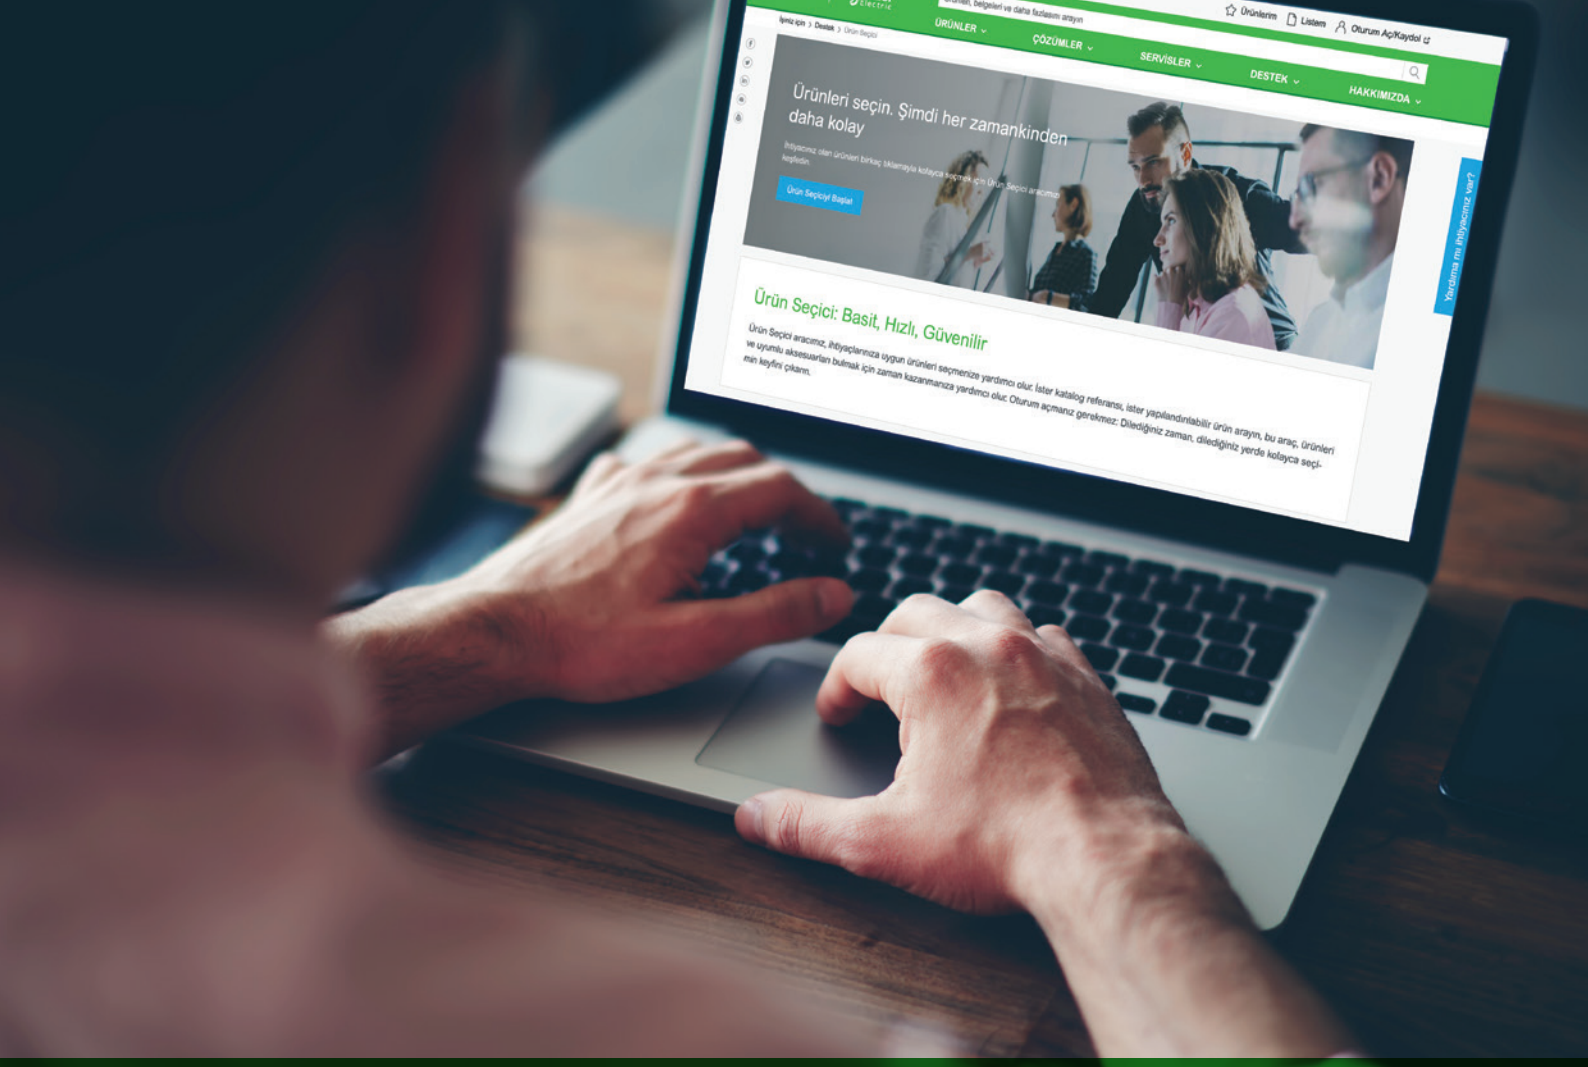 Electric
ürünleri, belgeleri ve daha fazlasını arayın
Ürünlerim Listem Oturum Aç/Kaydol
İşiniz için > Destek > Ürün Seçici
ÜRÜNLER ÇÖZÜMLER SERVİSLER DESTEK HAKKIMIZDA
Ürünleri seçin. Şimdi her zamankinden
daha kolay
İhtiyacınız olan ürünleri birkaç tıklamayla kolayca seçmek için Ürün Seçici aracımızı
keşfedin.
Ürün Seçiciyi Başlat
Yardıma mı ihtiyacınız var?
Ürün Seçici: Basit, Hızlı, Güvenilir
Ürün Seçici aracımız, ihtiyaçlarınıza uygun ürünleri seçmenize yardımcı olur. İster katalog referansı, ister yapılandırılabilir ürün arayın, bu araç, ürünleri
ve uyumlu aksesuarları bulmak için zaman kazanmanıza yardımcı olur. Oturum açmanız gerekmez: Dilediğiniz zaman, dilediğiniz yerde kolayca seçi-
min keyfini çıkarın.